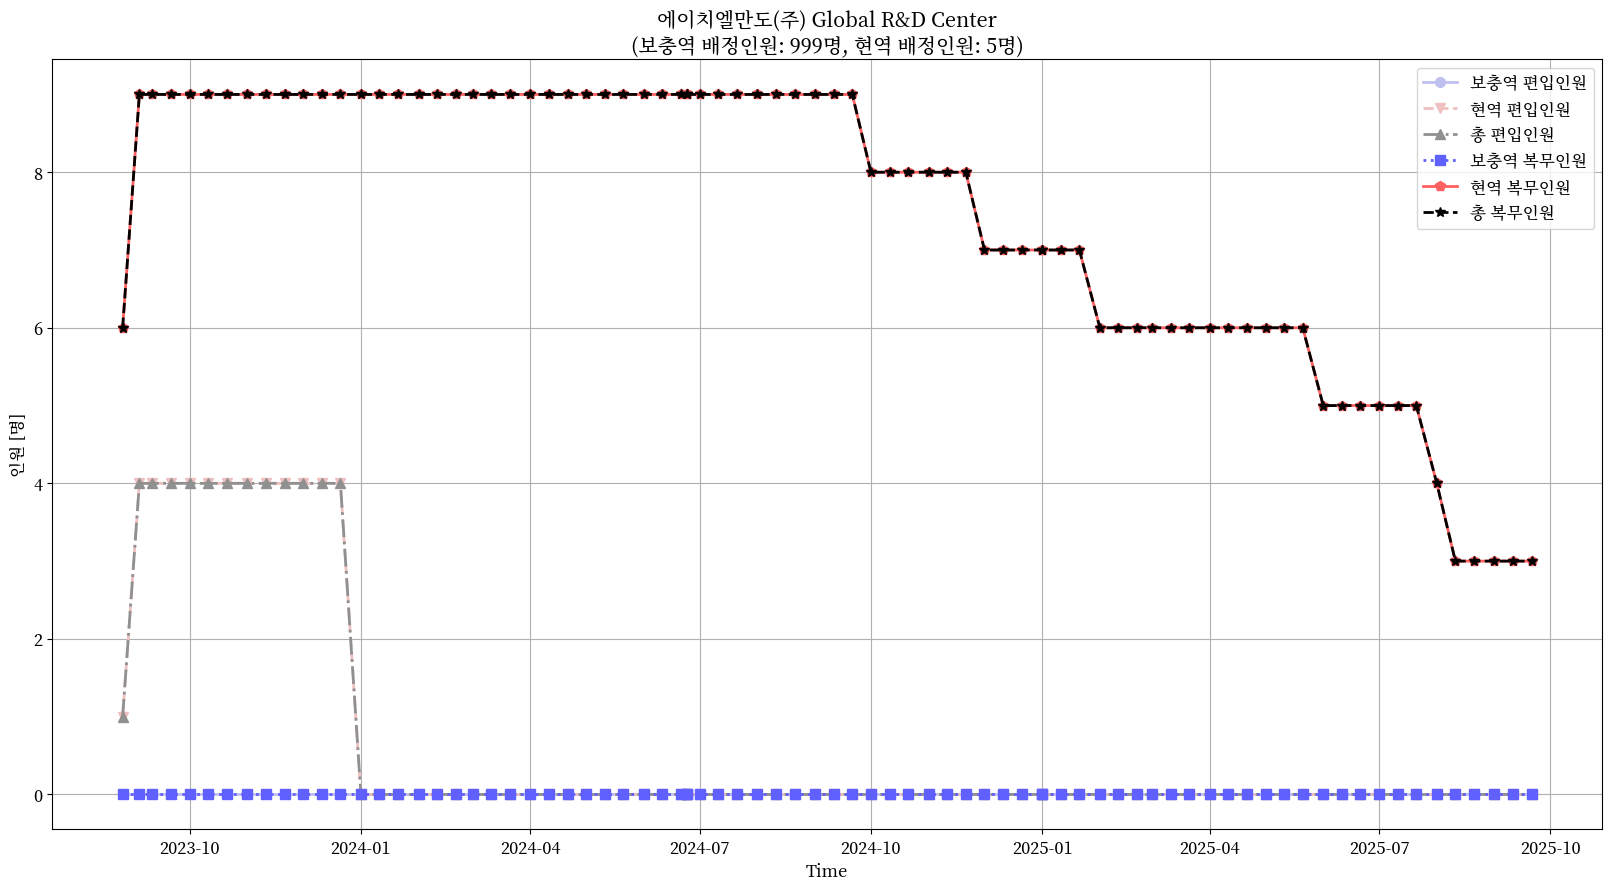 에이치엘만도(주) Global R&D Center
(보충역 배정인원: 999명, 현역 배정인원: 5명)
보충역 편입인원
현역 편입인원
총 편입인원
보충역 복무인원
현역 복무인원
총 복무인원
인원 [명]
8
6
4
2
0
2023-10
2024-01
2024-04
2024-07
2024-10
2025-01
2025-04
2025-07
2025-10
Time